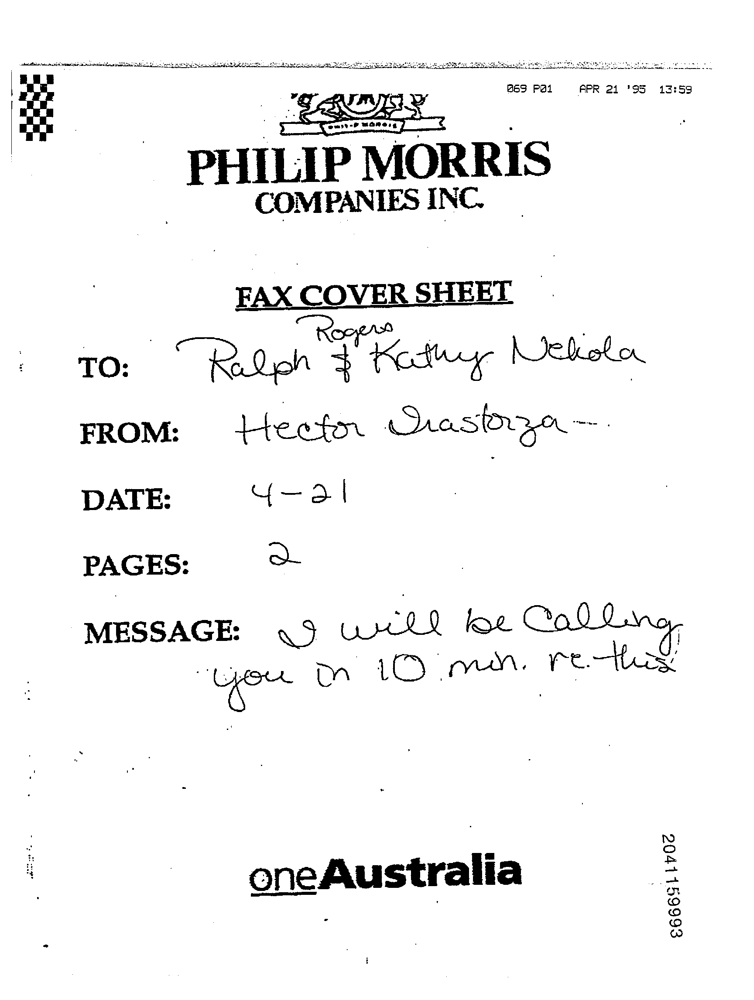 069 P01 APR 21 '95 13:59
PHILIP MORRIS
PHILIP MORRIS
COMPANIES INC.
FAX COVER SHEET
Rogers
TO: Ralph & Kathy Nekola
FROM: Hector Irastorza
DATE: 4-21
PAGES: 2
MESSAGE: I will be Calling
you in 10 min. re. this
oneAustralia
2041159993